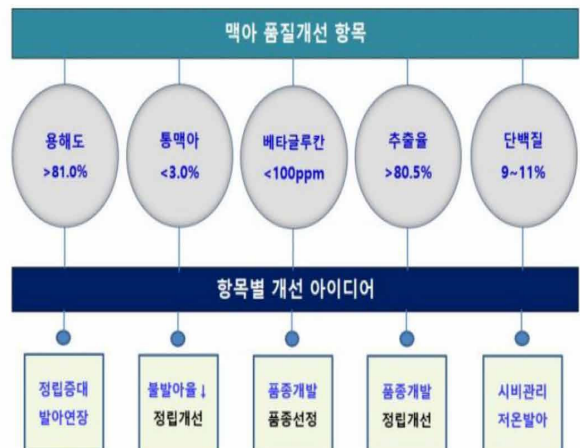 맥아 품질개선 항목
용해도
>81.0%
통맥아
<3.0%
베타글루칸
<100ppm
추출율
>80.5%
단백질
9~11%
항목별 개선 아이디어
정립증대
발아연장
불발아율↓
정립개선
품종개발
품종선정
품종개발
정립개선
시비관리
저온발아